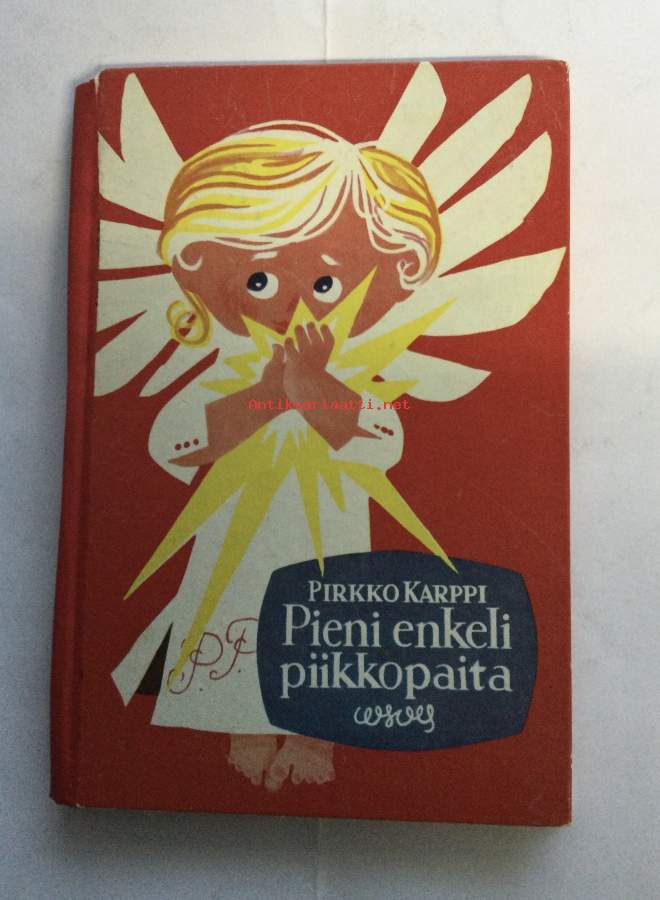 Antikvariaatti.net
P.P.
PIRKKO KARPPI
Pieni enkeli
piikkopaita
wsoy